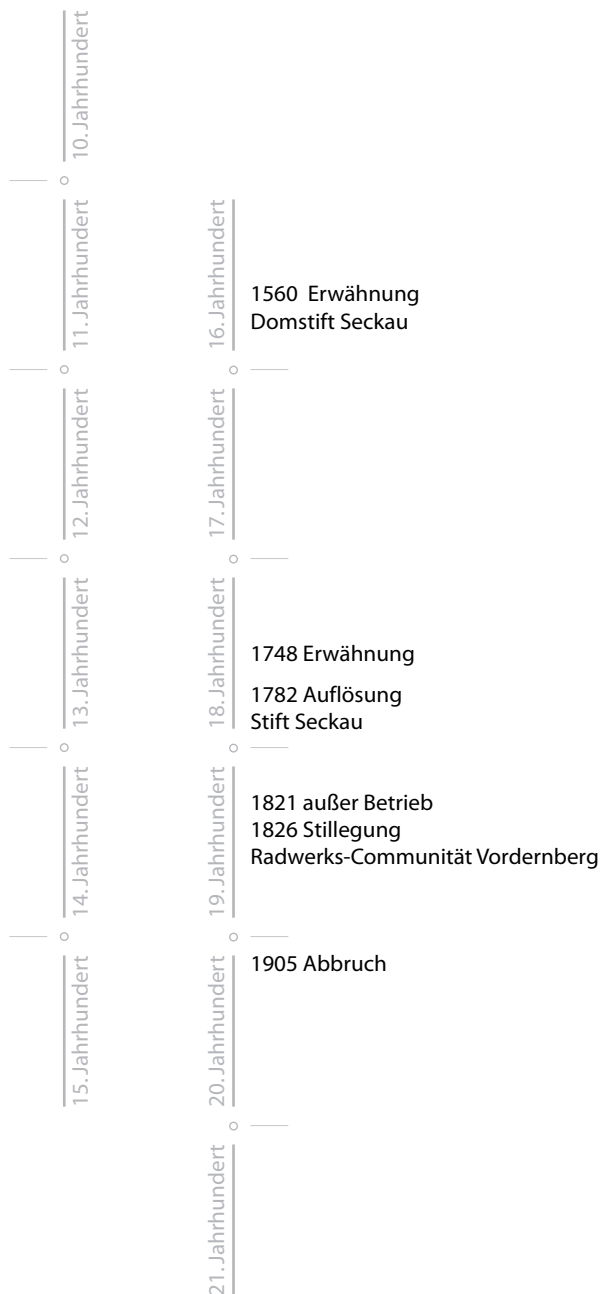 10. Jahrhundert
11. Jahrhundert
12. Jahrhundert
13. Jahrhundert
14. Jahrhundert
15. Jahrhundert
16. Jahrhundert
1560 Erwähnung
Domstift Seckau
17. Jahrhundert
18. Jahrhundert
1748 Erwähnung
1782 Auflösung
Stift Seckau
19. Jahrhundert
1821 außer Betrieb
1826 Stillegung
Radwerks-Communität Vordernberg
20. Jahrhundert
1905 Abbruch
21. Jahrhundert